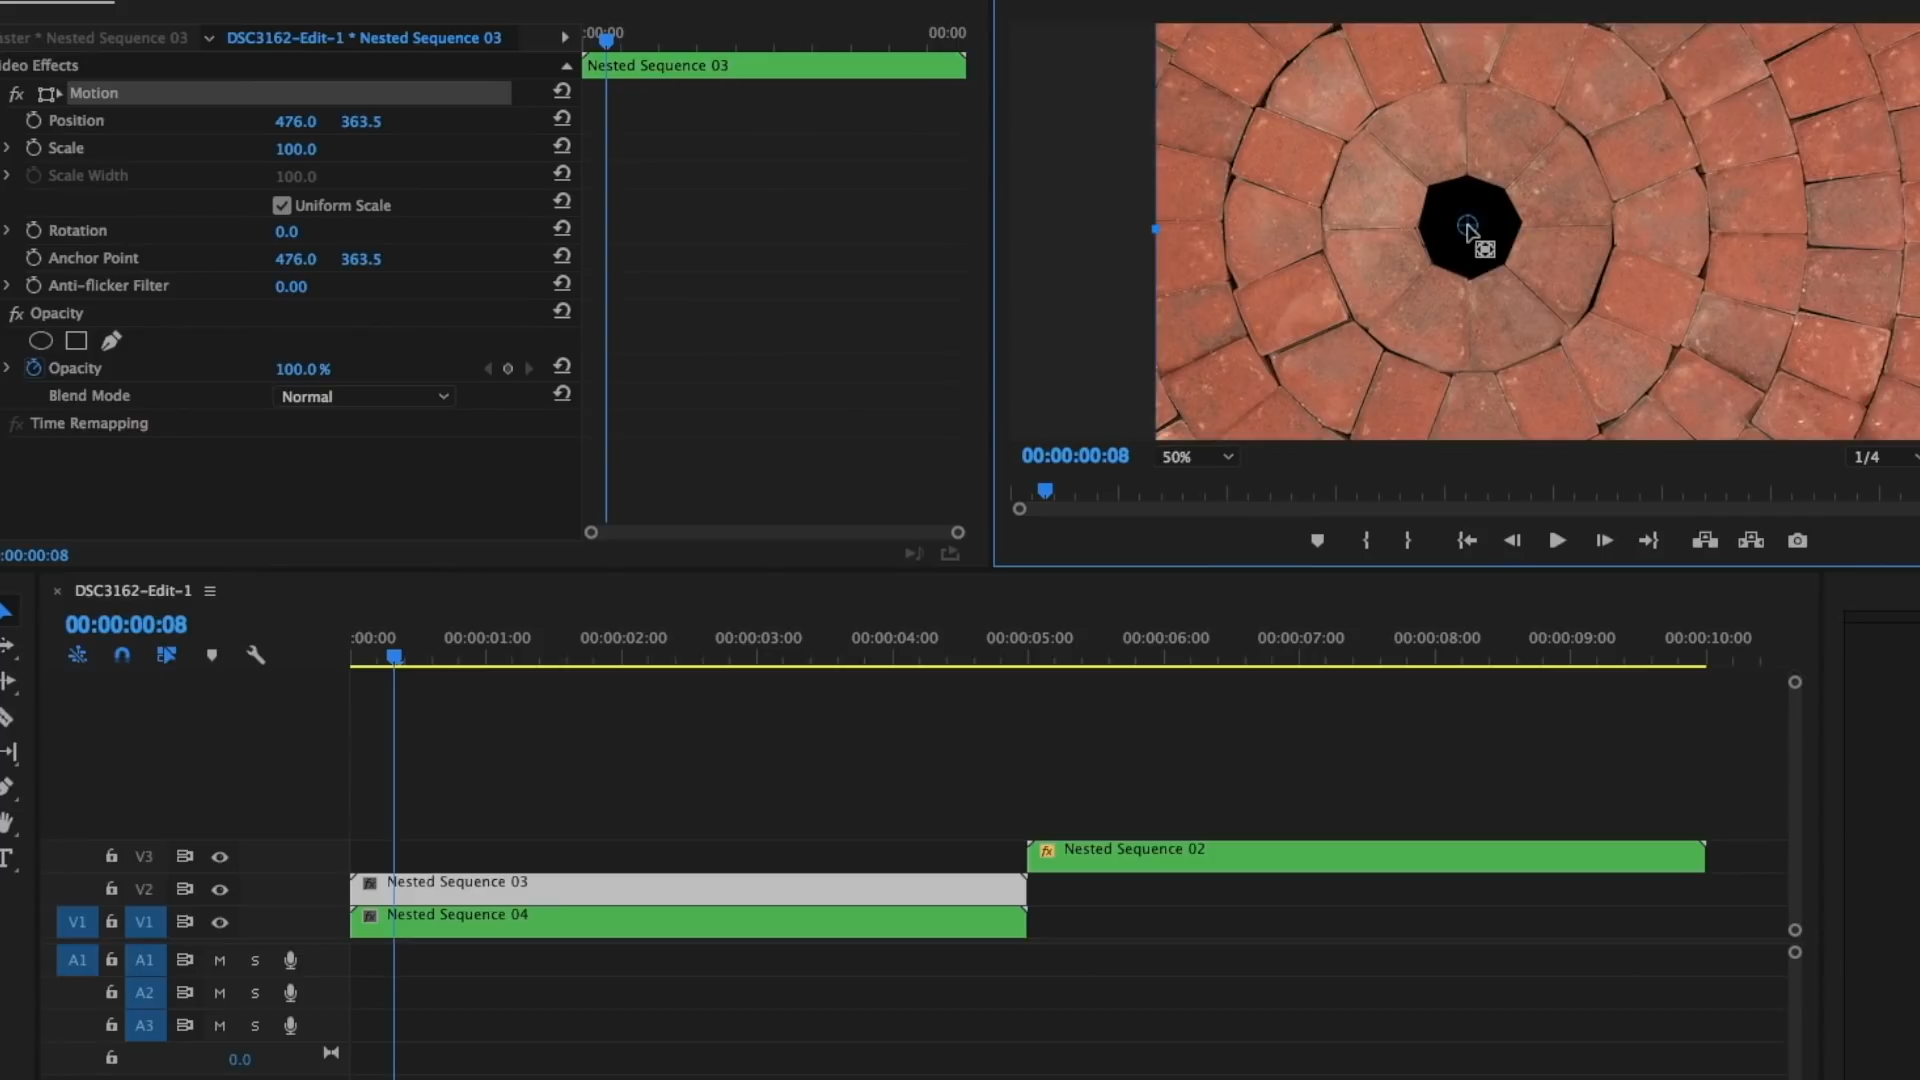 aster * Nested Sequence 03 DSC3162-Edit-1 * Nested Sequence 03 :00:00 00:00
ideo Effects Nested Sequence 03
fx Motion
Position 476.0 363.5
Scale 100.0
Scale Width 100.0
Uniform Scale
Rotation 0.0
Anchor Point 476.0 363.5
Anti-flicker Filter 0.00
fx Opacity
Opacity 100.0 %
Blend Mode Normal
fx Time Remapping
00:00:00:08 50% 1/4
:00:00:08
× DSC3162-Edit-1
00:00:00:08
:00:00 00:00:01:00 00:00:02:00 00:00:03:00 00:00:04:00 00:00:05:00 00:00:06:00 00:00:07:00 00:00:08:00 00:00:09:00 00:00:10:00
V3 fx Nested Sequence 02
V2 fx Nested Sequence 03
V1 V1 fx Nested Sequence 04
A1 A1 M S
A2 M S
A3 M S
0.0